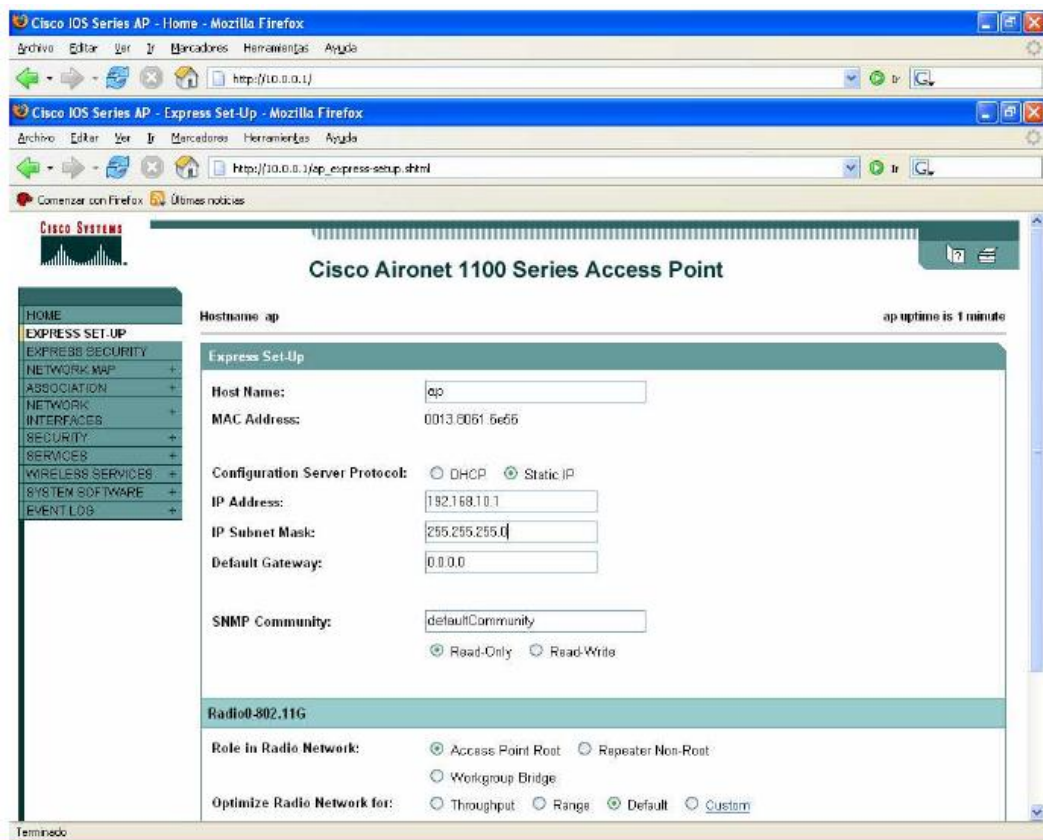 Cisco IOS Series AP - Home - Mozilla Firefox
Archivo Editar Ver Ir Marcadores Herramientas Ayuda
http://10.0.0.1/ Ir
Cisco IOS Series AP - Express Set-Up - Mozilla Firefox
Archivo Editar Ver Ir Marcadores Herramientas Ayuda
http://10.0.0.1/ap_express-setup.shtml Ir
Comenzar con Firefox Últimas noticias
CISCO SYSTEMS
Cisco Aironet 1100 Series Access Point
HOME
EXPRESS SET-UP
EXPRESS SECURITY
NETWORK MAP +
ASSOCIATION +
NETWORK
INTERFACES +
SECURITY +
SERVICES +
WIRELESS SERVICES +
SYSTEM SOFTWARE +
EVENT LOG +
Hostname ap ap uptime is 1 minute
Express Set-Up
Host Name: ap
MAC Address:
Configuration Server Protocol: DHCP Static IP
IP Address: 192.168.10.1
IP Subnet Mask: 255.255.255.0
Default Gateway: 0.0.0.0
SNMP Community: defaultCommunity
Read-Only Read-Write
Radio0-802.11G
Role in Radio Network: Access Point Root Repeater Non-Root
Workgroup Bridge
Optimize Radio Network for: Throughput Range Default Custom
Terminado